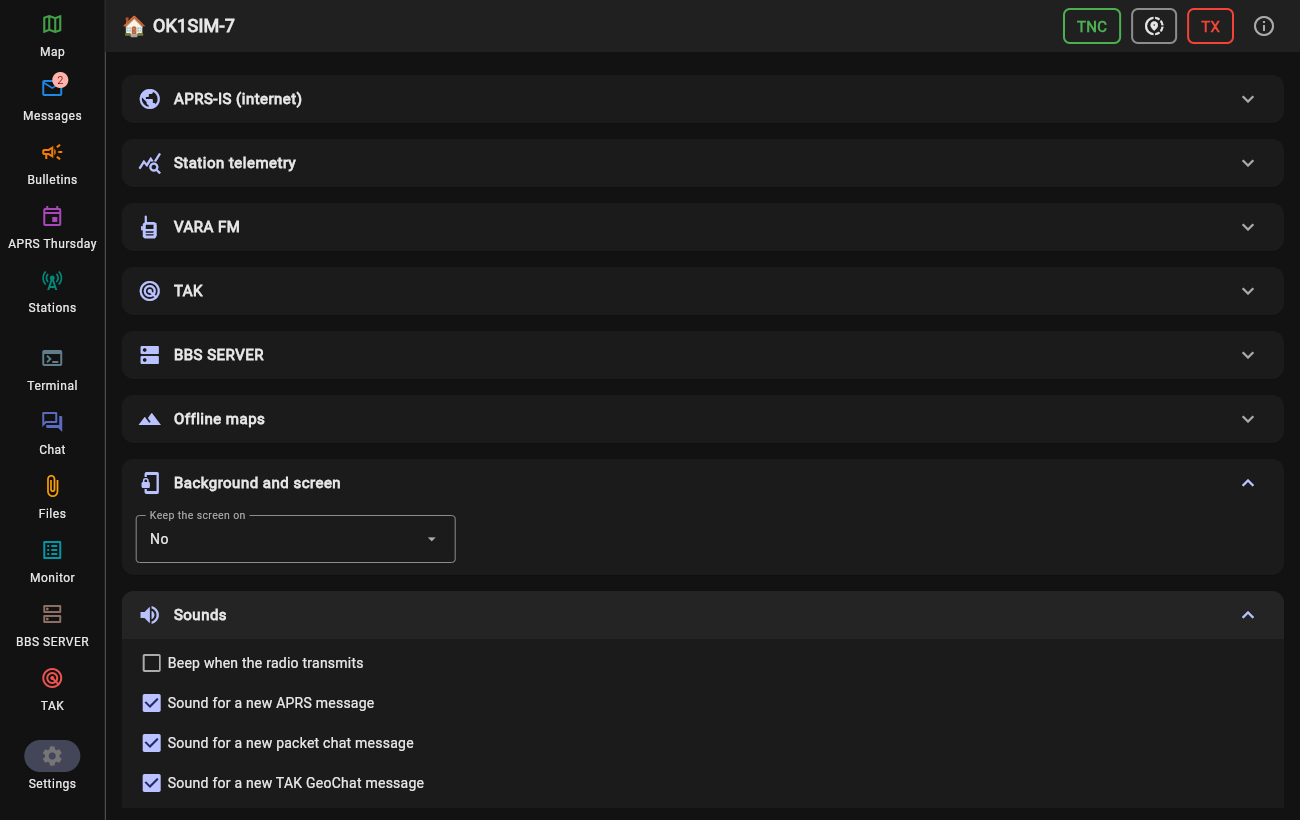 OK1SIM-7
TNC
TX
Map
2
Messages
Bulletins
APRS Thursday
Stations
Terminal
Chat
Files
Monitor
BBS SERVER
TAK
Settings
APRS-IS (internet)
Station telemetry
VARA FM
TAK
BBS SERVER
Offline maps
Background and screen
Keep the screen on
No
Sounds
Beep when the radio transmits
Sound for a new APRS message
Sound for a new packet chat message
Sound for a new TAK GeoChat message